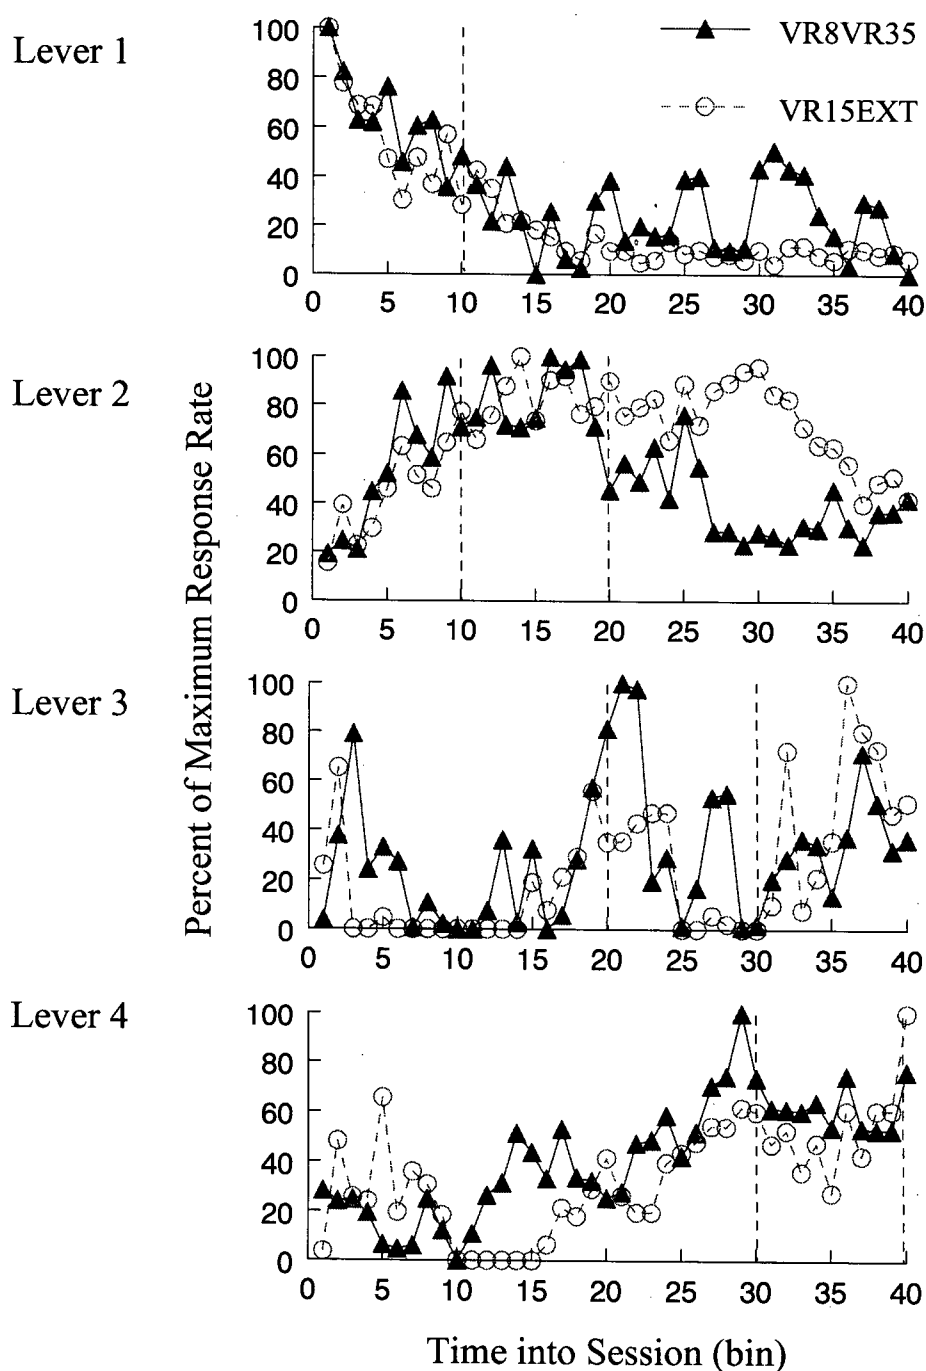 Lever 1
VR8VR35
VR15EXT
100
80
60
40
20
0
0 5 10 15 20 25 30 35 40
Lever 2
100
80
60
40
20
0
0 5 10 15 20 25 30 35 40
Lever 3
100
80
60
40
20
0
0 5 10 15 20 25 30 35 40
Lever 4
100
80
60
40
20
0
0 5 10 15 20 25 30 35 40
Percent of Maximum Response Rate
Time into Session (bin)